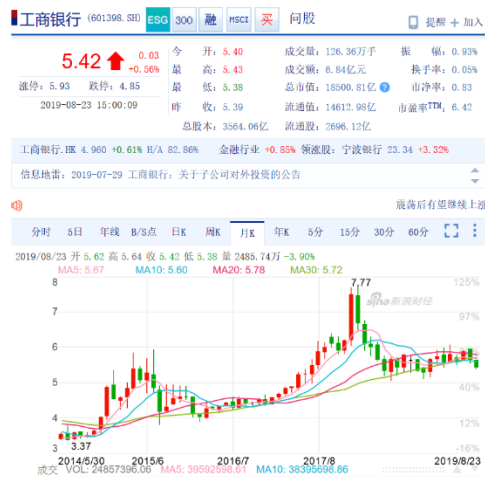 工商银行 (601398.SH) ESG 300 融 MSCI 买 问股 提醒 + 加入
5.42 0.03 +0.56%
涨停: 5.93 跌停: 4.85
2019-08-23 15:00:09
今 开: 5.40 成交量: 126.36万手 振 幅: 0.93%
最 高: 5.43 成交额: 6.84亿元 换手率: 0.05%
最 低: 5.38 总市值: 18500.81亿 ? 市净率: 0.83
昨 收: 5.39 流通值: 14612.98亿 市盈率TTM: 6.42
总股本: 3564.06亿 流通股: 2696.12亿
工商银行.HK 4.960 +0.61% H/A 82.86% 金融行业 +0.85% 领涨股: 宁波银行 23.34 +3.32%
信息地雷: 2019-07-29 工商银行: 关于子公司对外投资的公告
震荡后有望继续上涨
分时 5日 年线 B/S点 日K 周K 月K 年K 5分 15分 30分 60分
2019/08/23 开 5.62 高 5.64 收 5.42 低 5.38 量 2485.74万 -3.90%
MA5: 5.67 MA10: 5.60 MA20: 5.78 MA30: 5.72
8 7.77 125%
sina 新浪财经
7 97%
6
5 40%
4 12%
3.37
3 -16%
2014/5/30 2015/6 2016/7 2017/8 2019/8/23
成交 VOL: 24857396.06 MA5: 39592598.61 MA10: 38395698.86